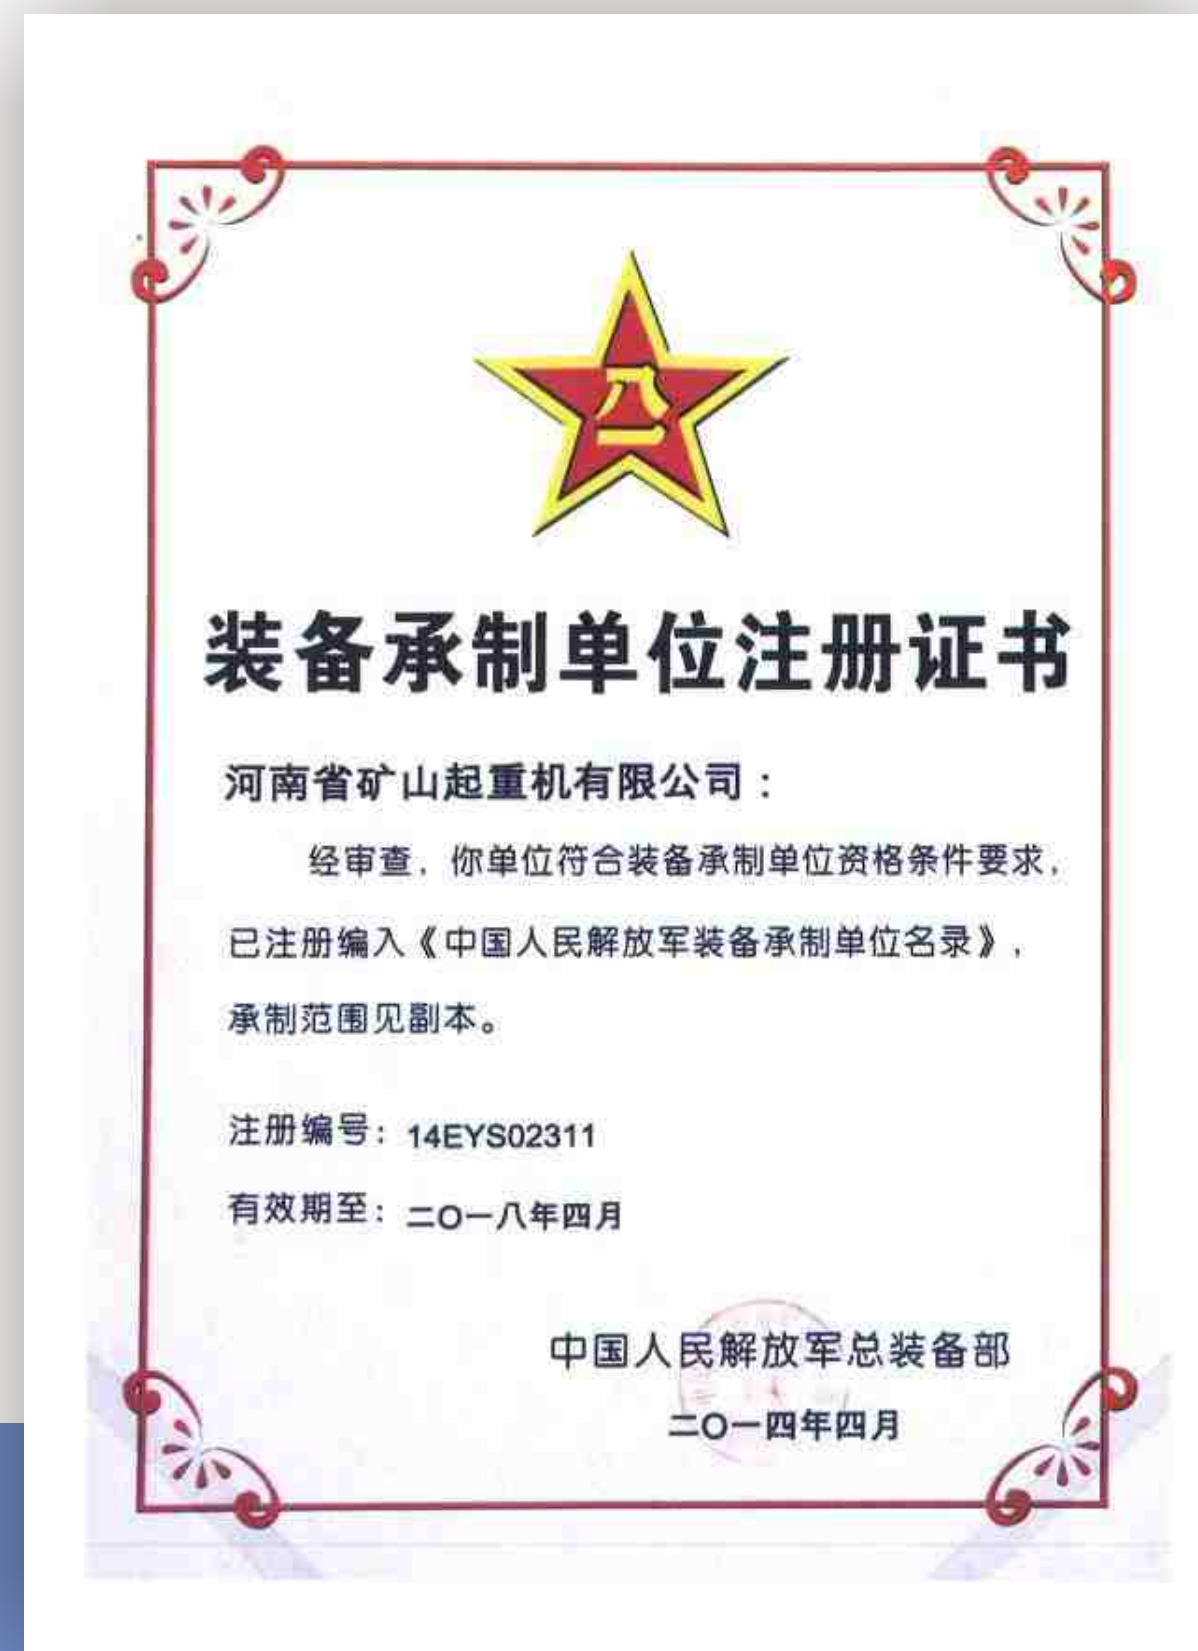 八一
装备承制单位注册证书
河南省矿山起重机有限公司：
经审查，你单位符合装备承制单位资格条件要求，
已注册编入《中国人民解放军装备承制单位名录》，
承制范围见副本。
注册编号：14EYS02311
有效期至：二〇一八年四月
中国人民解放军总装备部
二〇一四年四月